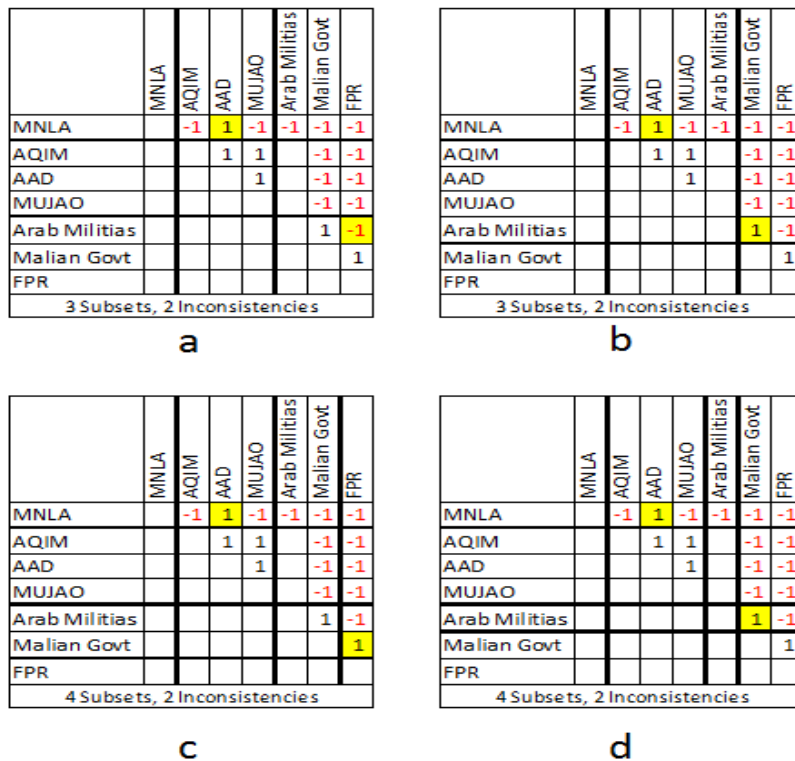 MNLA AQIM AAD MUJAO Arab Militias Malian Govt FPR
MNLA -1 1 -1 -1 -1 -1
AQIM 1 1 -1 -1
AAD 1 -1 -1
MUJAO -1 -1
Arab Militias 1 -1
Malian Govt 1
FPR
3 Subsets, 2 Inconsistencies
a
MNLA AQIM AAD MUJAO Arab Militias Malian Govt FPR
MNLA -1 1 -1 -1 -1 -1
AQIM 1 1 -1 -1
AAD 1 -1 -1
MUJAO -1 -1
Arab Militias 1 -1
Malian Govt 1
FPR
3 Subsets, 2 Inconsistencies
b
MNLA AQIM AAD MUJAO Arab Militias Malian Govt FPR
MNLA -1 1 -1 -1 -1 -1
AQIM 1 1 -1 -1
AAD 1 -1 -1
MUJAO -1 -1
Arab Militias 1 -1
Malian Govt 1
FPR
4 Subsets, 2 Inconsistencies
c
MNLA AQIM AAD MUJAO Arab Militias Malian Govt FPR
MNLA -1 1 -1 -1 -1 -1
AQIM 1 1 -1 -1
AAD 1 -1 -1
MUJAO -1 -1
Arab Militias 1 -1
Malian Govt 1
FPR
4 Subsets, 2 Inconsistencies
d